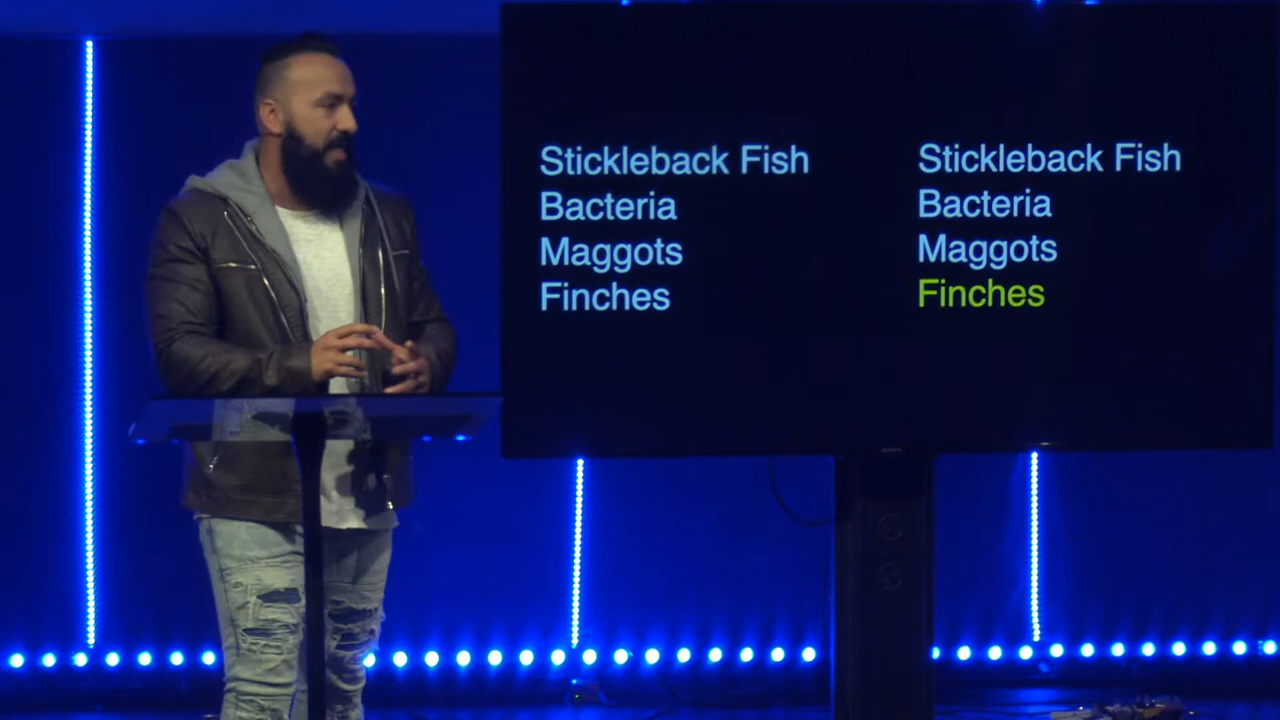 Stickleback Fish
Bacteria
Maggots
Finches
Stickleback Fish
Bacteria
Maggots
Finches